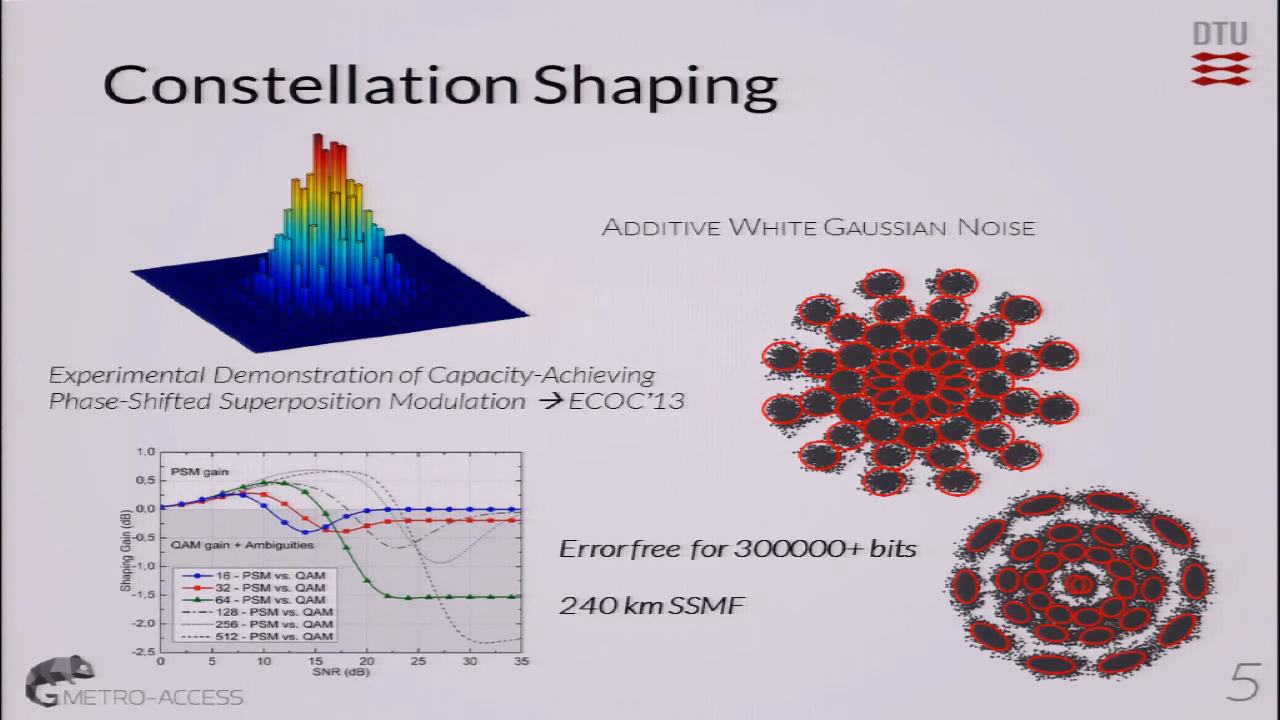 DTU
Constellation Shaping
ADDITIVE WHITE GAUSSIAN NOISE
Experimental Demonstration of Capacity-Achieving
Phase-Shifted Superposition Modulation → ECOC'13
1,0
0,5
0,0
-0,5
-1,0
-1,5
-2,0
-2,5
Shaping Gain (dB)
PSM gain
QAM gain + Ambiguities
16 - PSM vs. QAM
32 - PSM vs. QAM
64 - PSM vs. QAM
128 - PSM vs. QAM
256 - PSM vs. QAM
512 - PSM vs. QAM
0 5 10 15 20 25 30 35
SNR (dB)
Error free for 300000+ bits
240 km SSMF
G METRO-ACCESS
5